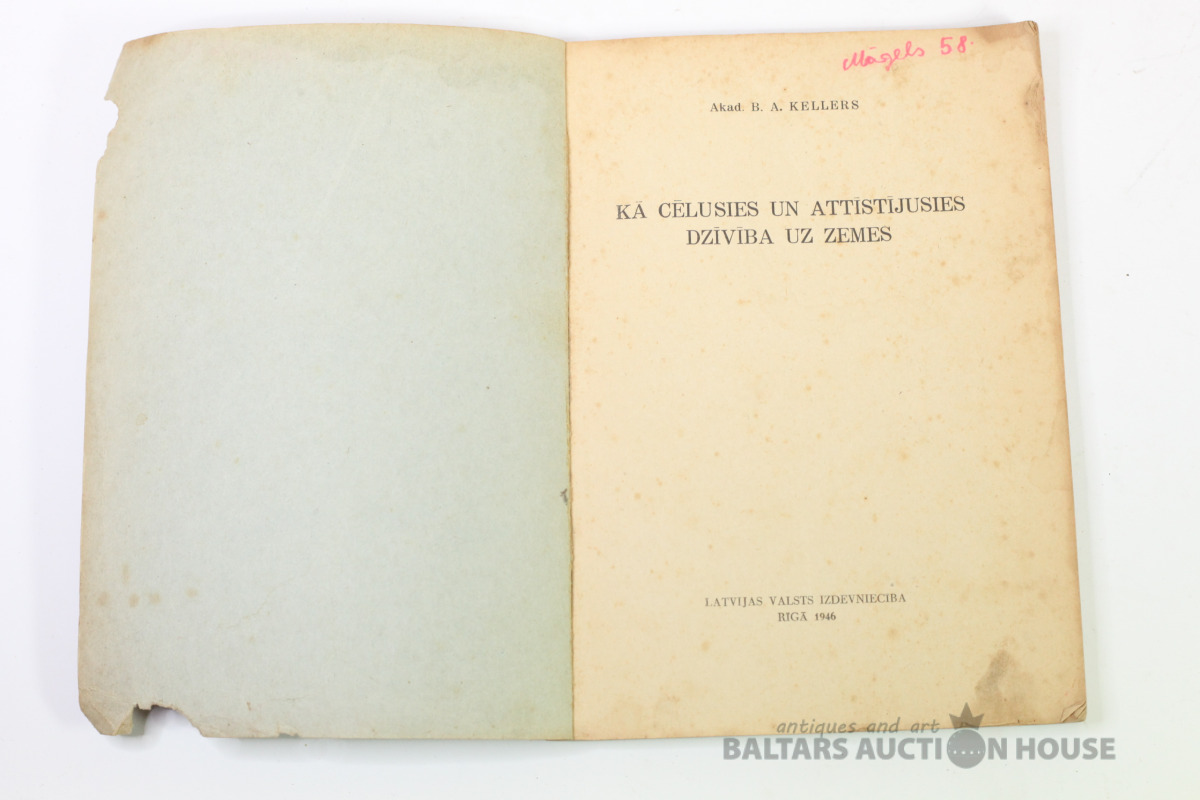 Mārgels 58.
Akad. B. A. KELLERS
KĀ CĒLUSIES UN ATTĪSTĪJUSIES
DZĪVĪBA UZ ZEMES
LATVIJAS VALSTS IZDEVNIECĪBA
RĪGĀ 1946
antiques and art
BALTARS AUCTION HOUSE